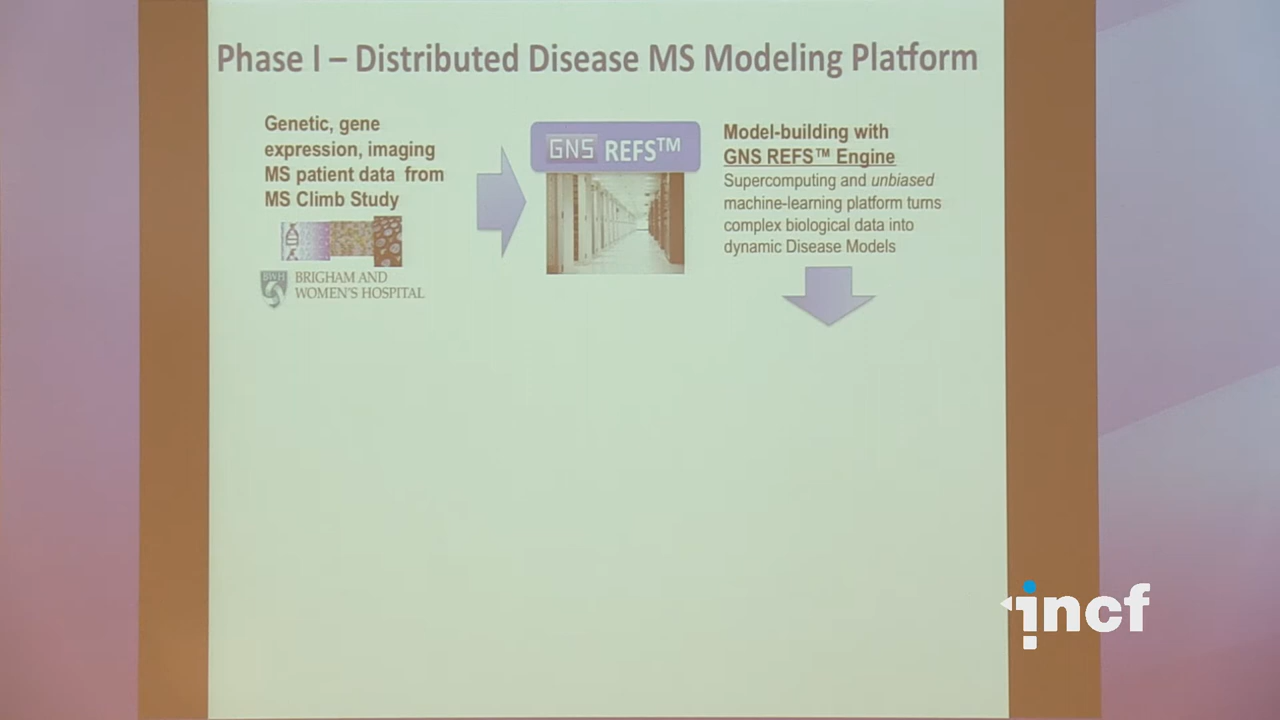 Phase I – Distributed Disease MS Modeling Platform
Genetic, gene
expression, imaging
MS patient data from
MS Climb Study
BWH
BRIGHAM AND
WOMEN'S HOSPITAL
GNS REFS™
Model-building with
GNS REFS™ Engine
Supercomputing and unbiased
machine-learning platform turns
complex biological data into
dynamic Disease Models
incf